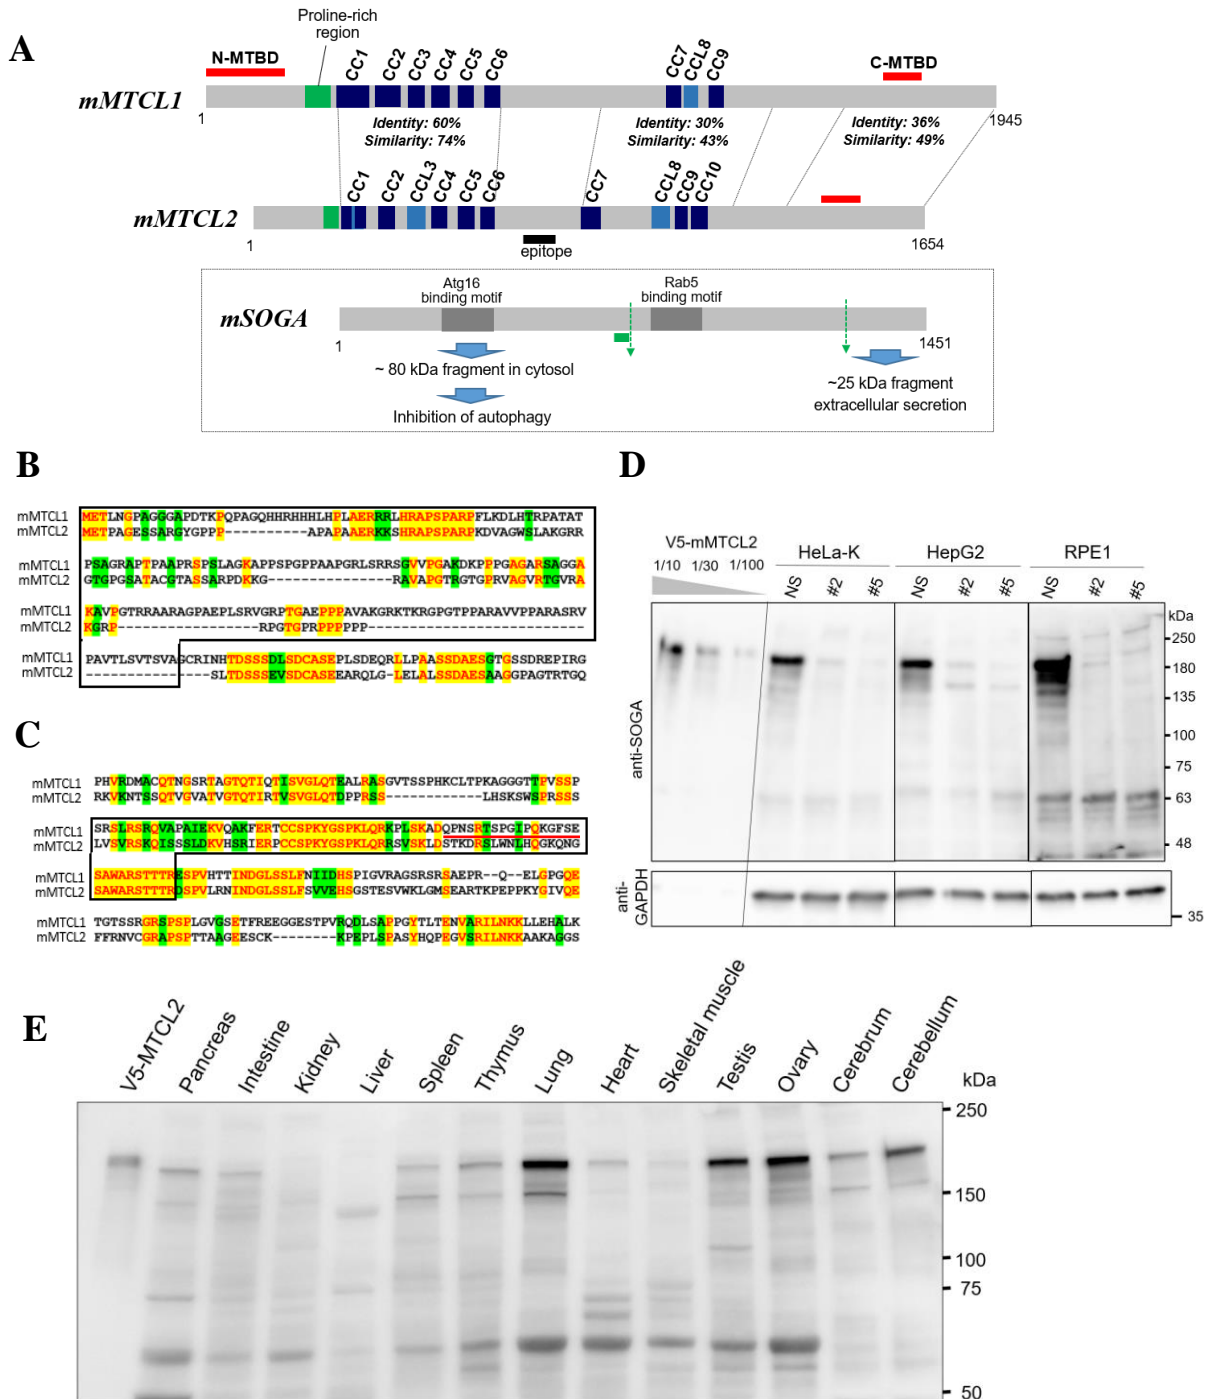 A
Proline-rich
region
N-MTBD
CC1
CC2
CC3
CC4
CC5
CC6
CC7
CCL8
CC9
C-MTBD
mMTCL1
1
1945
Identity: 60%
Similarity: 74%
Identity: 30%
Similarity: 43%
Identity: 36%
Similarity: 49%
CC1
CC2
CCL3
CC4
CC5
CC6
CC7
CCL8
CC9
CC10
mMTCL2
1
1654
epitope
Atg16
binding motif
Rab5
binding motif
mSOGA
1
1451
~ 80 kDa fragment in cytosol
Inhibition of autophagy
~25 kDa fragment
extracellular secretion
B
mMTCL1 METLNGPAGGGAPDTKPQPAGQHHRHHHLHPLAERRRLHRAPSPARPFLKDLHTRPATAT
mMTCL2 METPAGESSARGYGPPP----------APAPAAERKKSHRAPSPARPKDVAGWSLAKGRR
PSAGRAPTPAAPRSPSLAGKAPPSPGPPAAPGRLSRRSGVVPGAKDKPPPGAGARSAGGA
GTGPGSATACGTASSARPDKKG----------------RAVAPGTRGTGPRVAGVRTGVRA
KAVPGTRRAARAGPAEPLSRVGRPTGAEPPPAVAKGRKTKRGPGTPPARAVVPPARASRV
KGRP-----------------RPGTGPRPPPPPP--------------------------
mMTCL1 PAVTLSVTSVAGCRINHTDSSSDLSDCASEPLSDEQRLLPAASSDAESGTGSSDREPIRG
mMTCL2 ----------------SLTDSSSEVSDCASEEARQLG-LELALSSDAESAAGGPAGTRTGQ
C
mMTCL1 PHVRDMACQTNGSRTAGTQTIQTISVGLQTEALRASGVTSSPHKCLTPKAGGGTTPVSSP
mMTCL2 RKVKNTSSQTVGVATVGTQTIRTVSVGLQTDPPRSS------------LHSKSWSPRSSS
mMTCL1 SRSLRSRQVAPAIEKVQAKFERTCCSPKYGSPKLQRKPLSKADQPNSRTSPGIPQKGFSE
mMTCL2 LVSVRSKQISSSLDKVHSRIERPCCSPKYGSPKLQRRSVSKLDSTKDRSLWNLHQGKQNG
mMTCL1 SAWARSTTTRESPVHTTINDGLSSLFNIIDHSPIGVRAGSRSRSAEPR--Q--ELGPGQE
mMTCL2 SAWARSTTTRDSPVLRNINDGLSSLFSVVEHSGSTESVWKLGMSEARTKPEPPKYGIVQE
mMTCL1 TGTSSRGRSPSPLGVGSETFREEGGESTPVRQDLSAPPGYTLTENVARILNKKLLEHALK
mMTCL2 FFRNVCGRAPSPTTAAGEESCK--------KPEPLSPASYHQPEGVSRILNKKAAKAGGS
D
V5-mMTCL2
HeLa-K
HepG2
RPE1
1/10
1/30
1/100
NS
#2
#5
NS
#2
#5
NS
#2
#5
kDa
250
180
135
100
75
63
48
35
anti-SOGA
anti-
GAPDH
E
V5-MTCL2
Pancreas
Intestine
Kidney
Liver
Spleen
Thymus
Lung
Heart
Skeletal muscle
Testis
Ovary
Cerebrum
Cerebellum
kDa
250
150
100
75
50